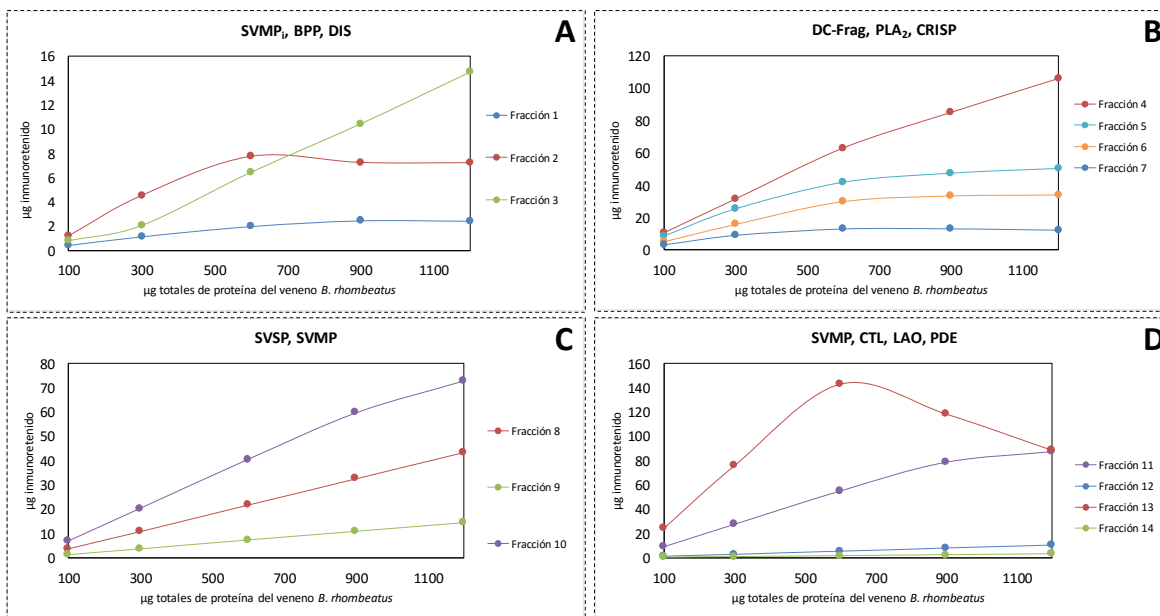 SVMPᵢ, BPP, DIS
A
16
14
12
10
8
6
4
2
0
µg inmunoretenido
100 300 500 700 900 1100
µg totales de proteína del veneno B. rhombeatus
Fracción 1
Fracción 2
Fracción 3
DC-Frag, PLA₂, CRISP
B
120
100
80
60
40
20
0
µg inmunoretenido
100 300 500 700 900 1100
µg totales de proteína del veneno B. rhombeatus
Fracción 4
Fracción 5
Fracción 6
Fracción 7
SVSP, SVMP
C
80
70
60
50
40
30
20
10
0
µg inmunoretenido
100 300 500 700 900 1100
µg totales de proteína del veneno B. rhombeatus
Fracción 8
Fracción 9
Fracción 10
SVMP, CTL, LAO, PDE
D
160
140
120
100
80
60
40
20
0
µg inmunoretenido
100 300 500 700 900 1100
µg totales de proteína del veneno B. rhombeatus
Fracción 11
Fracción 12
Fracción 13
Fracción 14